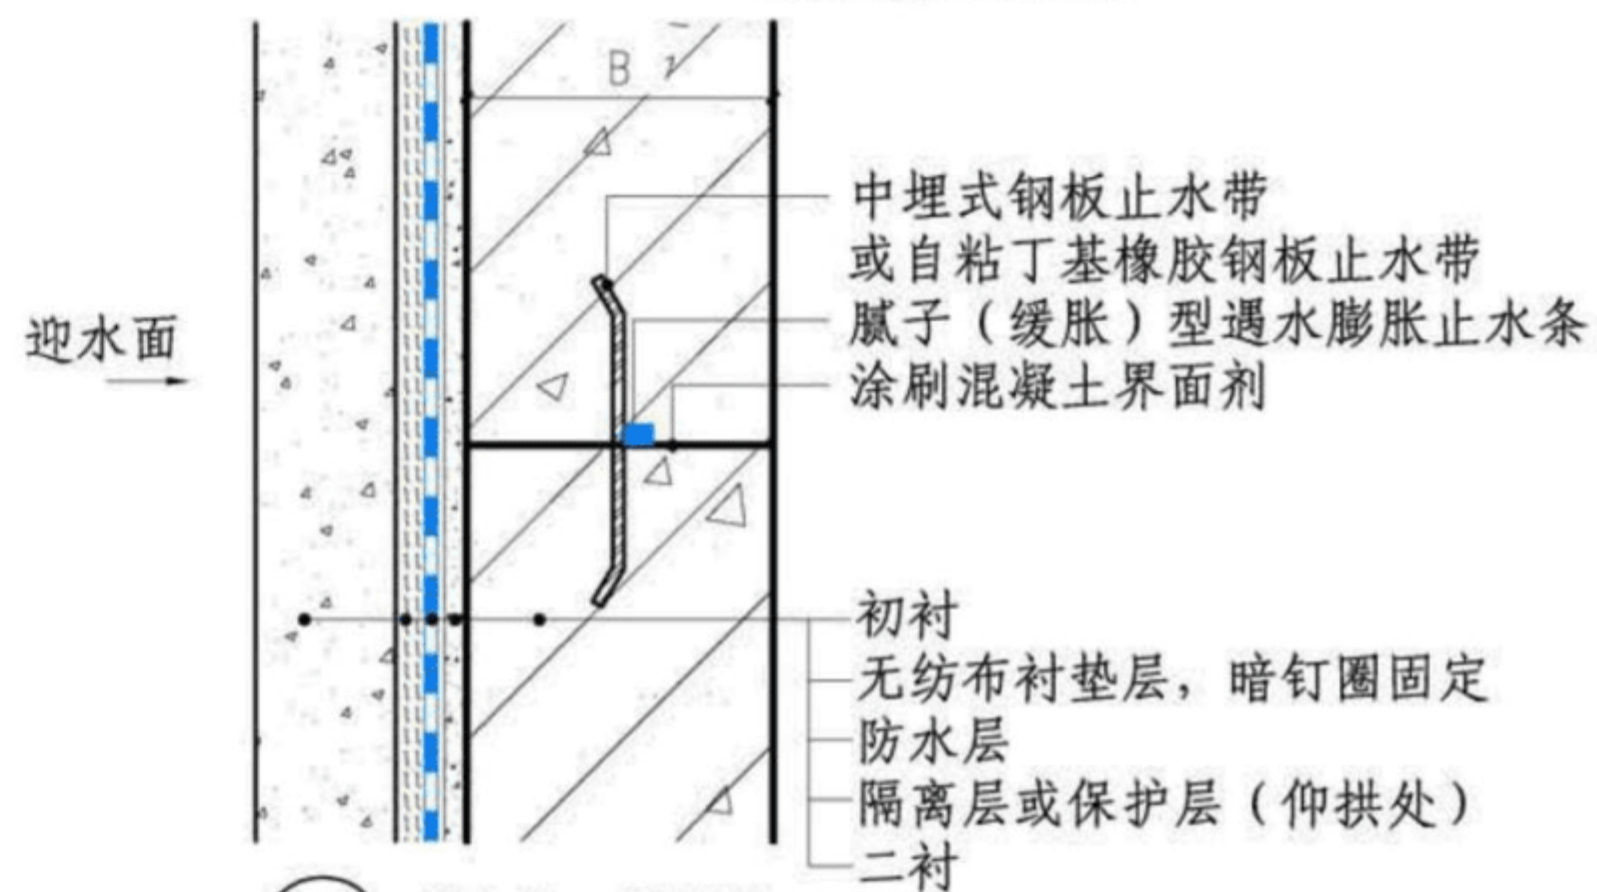 B
中埋式钢板止水带
或自粘丁基橡胶钢板止水带
腻子（缓胀）型遇水膨胀止水条
涂刷混凝土界面剂
迎水面
初衬
无纺布衬垫层，暗钉圈固定
防水层
隔离层或保护层（仰拱处）
二衬